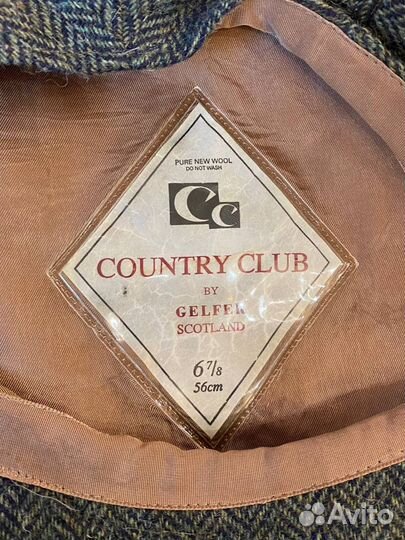 PURE NEW WOOL
DO NOT WASH
CC
COUNTRY CLUB
BY
GELFER
SCOTLAND
6 7/8
56cm
Avito